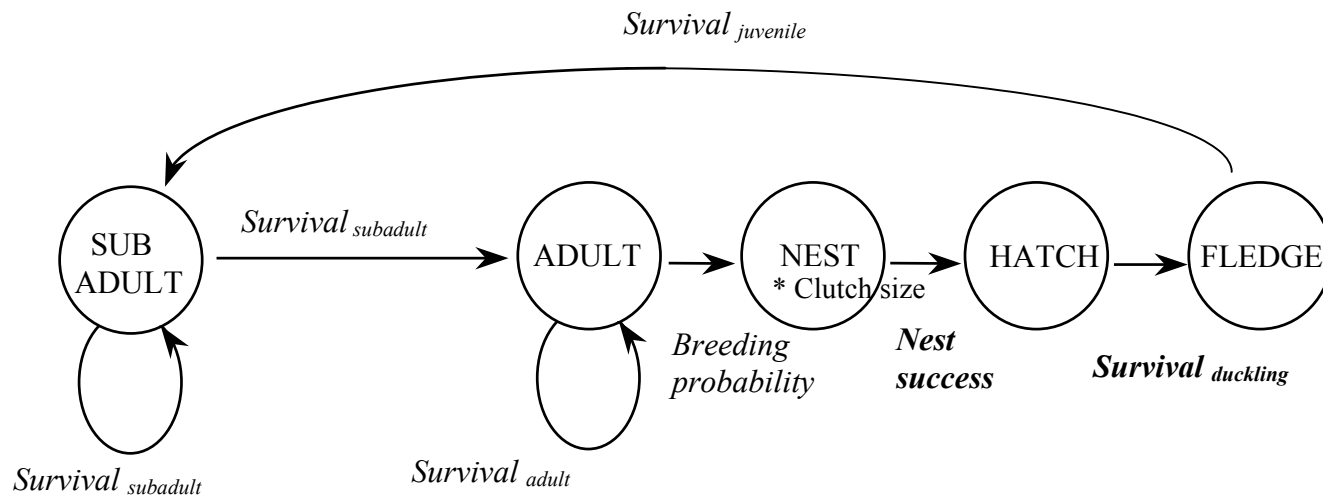 Survival juvenile
SUB
ADULT
Survival subadult
ADULT
NEST
* Clutch size
HATCH
FLEDGE
Breeding
probability
Nest
success
Survival duckling
Survival subadult
Survival adult